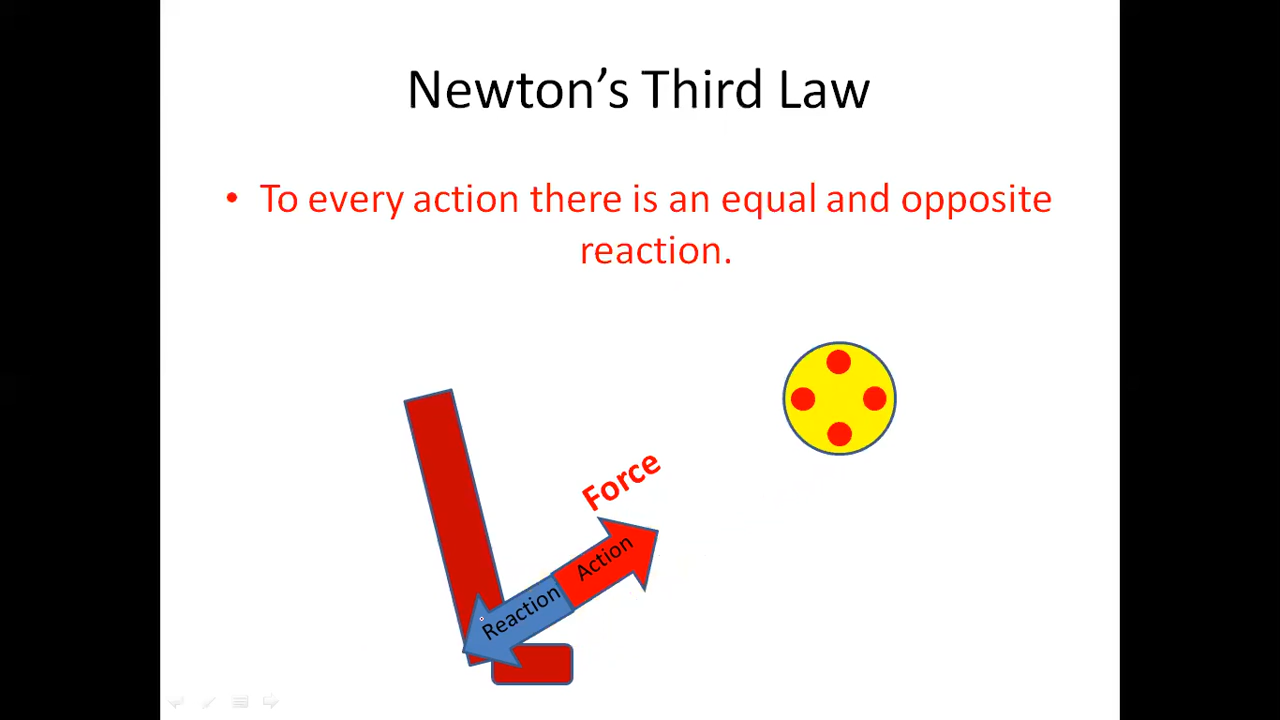 Newton’s Third Law
• To every action there is an equal and opposite
reaction.
Force
Action
Reaction